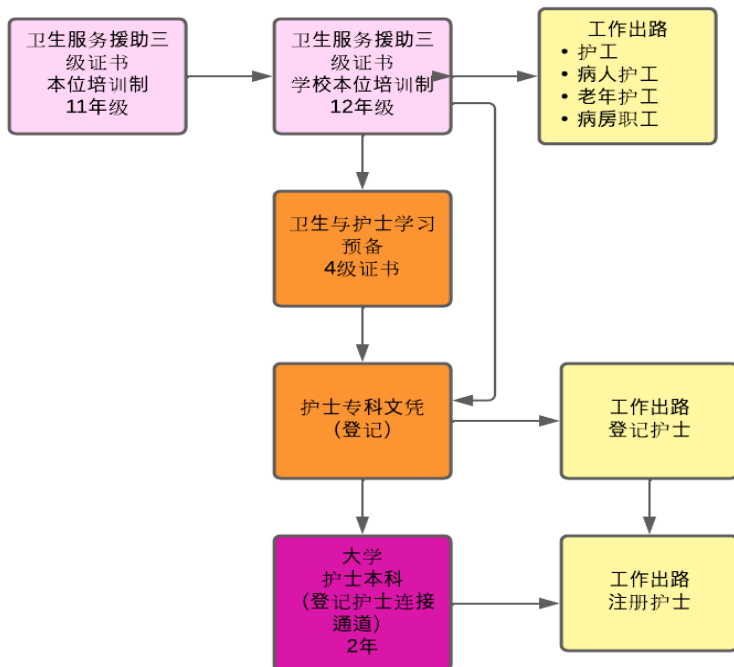 卫生服务援助三
级证书
本位培训制
11年级
卫生服务援助三
级证书
学校本位培训制
12年级
工作出路
• 护工
• 病人护工
• 老年护工
• 病房职工
卫生与护士学习
预备
4级证书
护士专科文凭
（登记）
工作出路
登记护士
大学
护士本科
（登记护士连接
通道）
2年
工作出路
注册护士